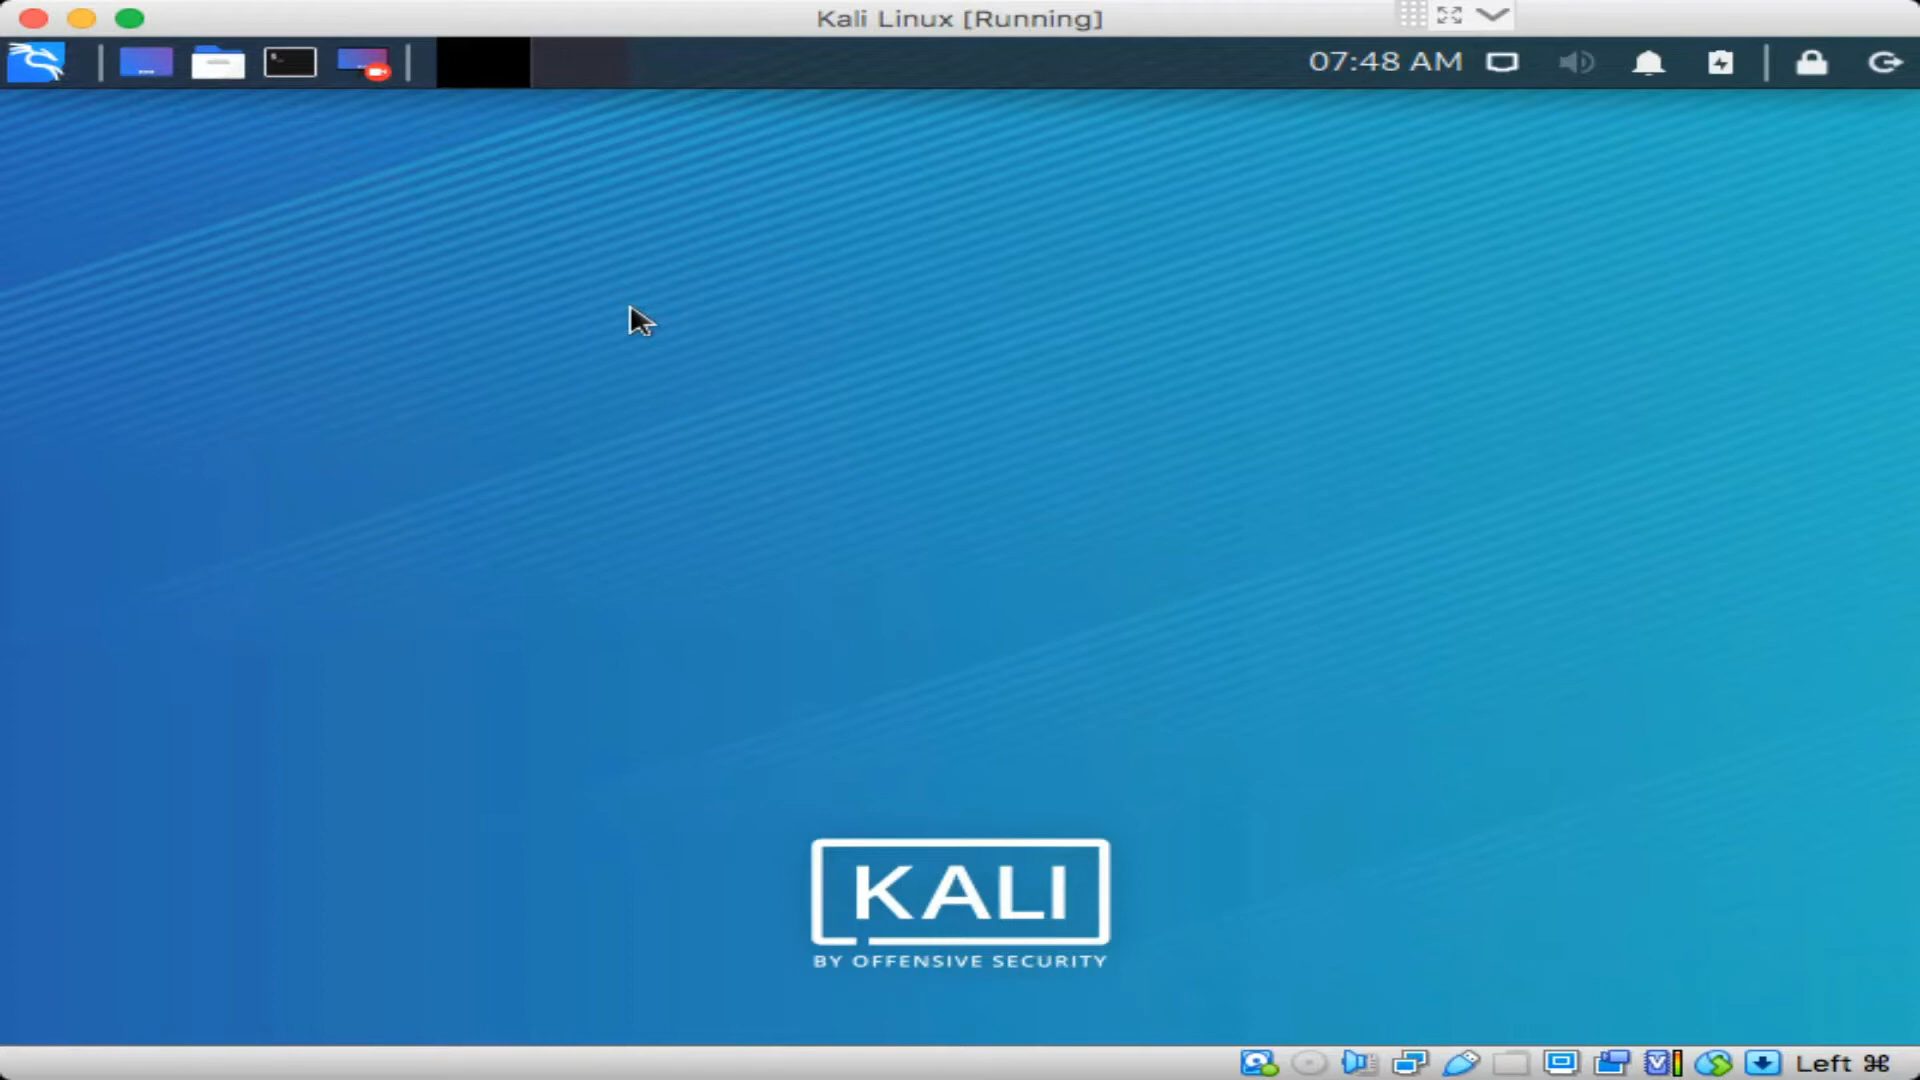 Kali Linux [Running]
07:48 AM
KALI
BY OFFENSIVE SECURITY
Left ⌘